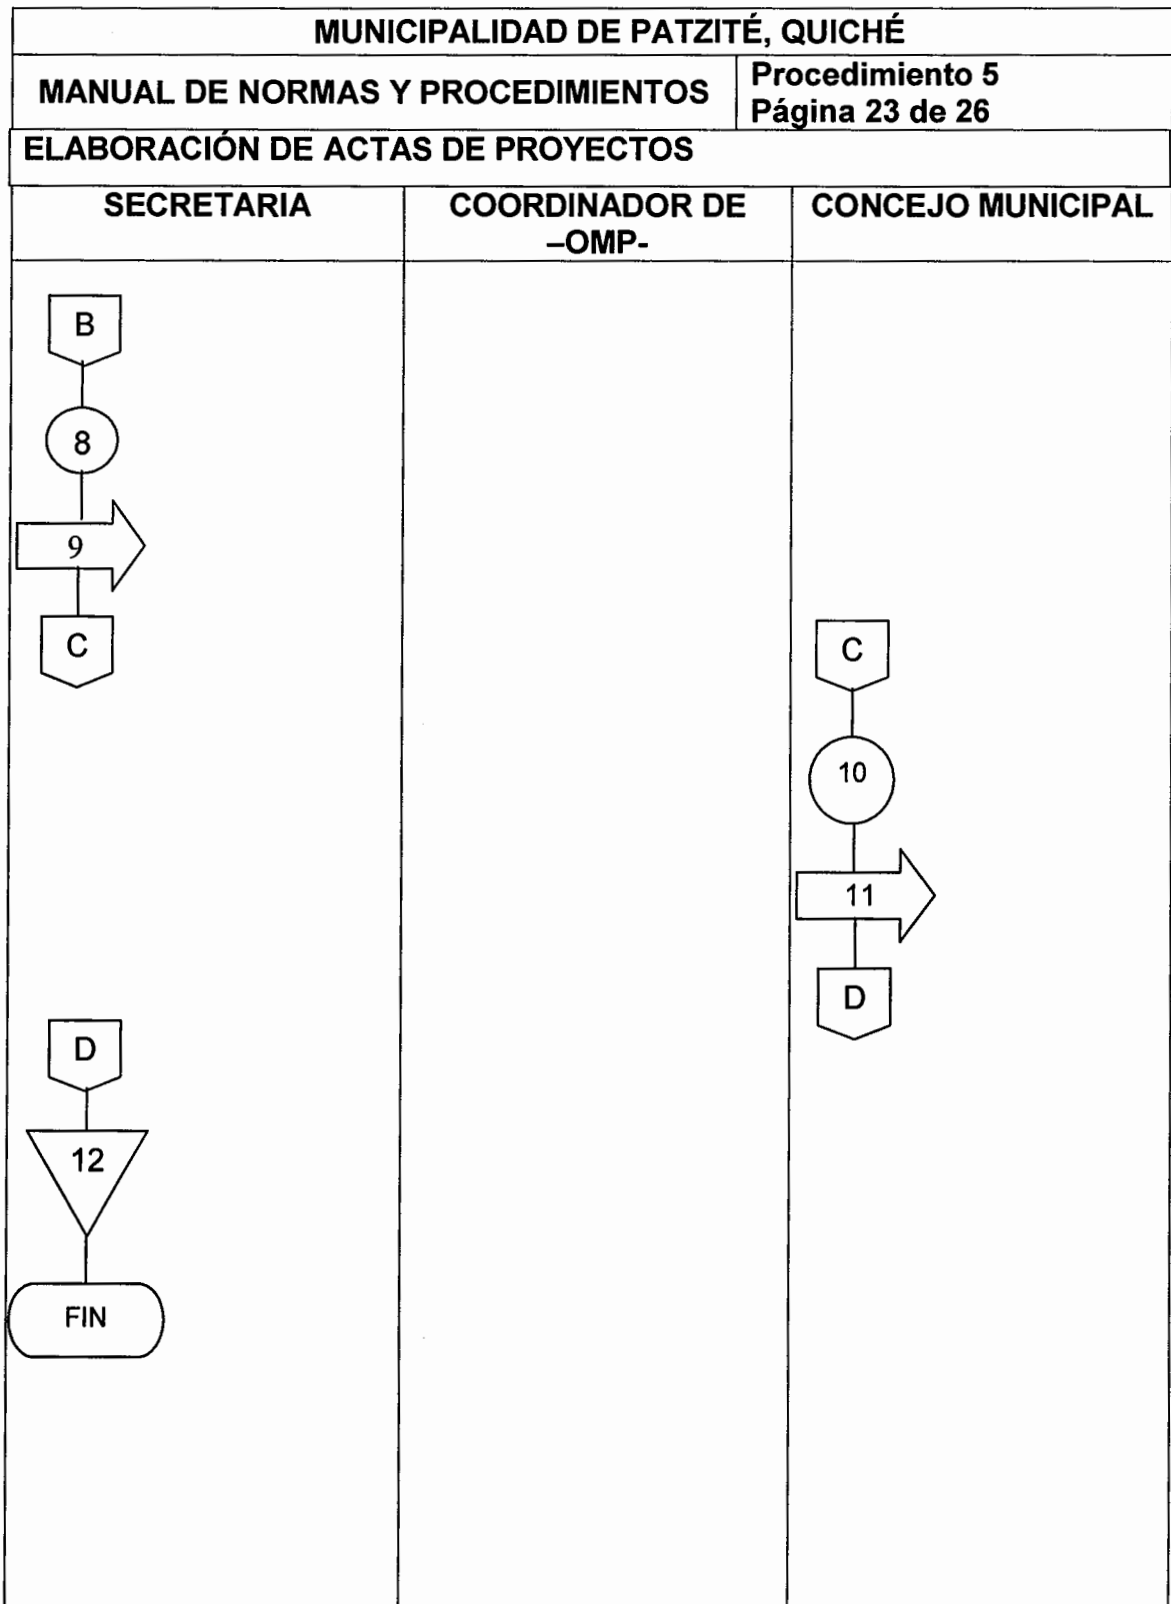 MUNICIPALIDAD DE PATZITÉ, QUICHÉ
MANUAL DE NORMAS Y PROCEDIMIENTOS
Procedimiento 5
Página 23 de 26
ELABORACIÓN DE ACTAS DE PROYECTOS
SECRETARIA
COORDINADOR DE
–OMP-
CONCEJO MUNICIPAL
B
8
9
C
C
10
11
D
D
12
FIN